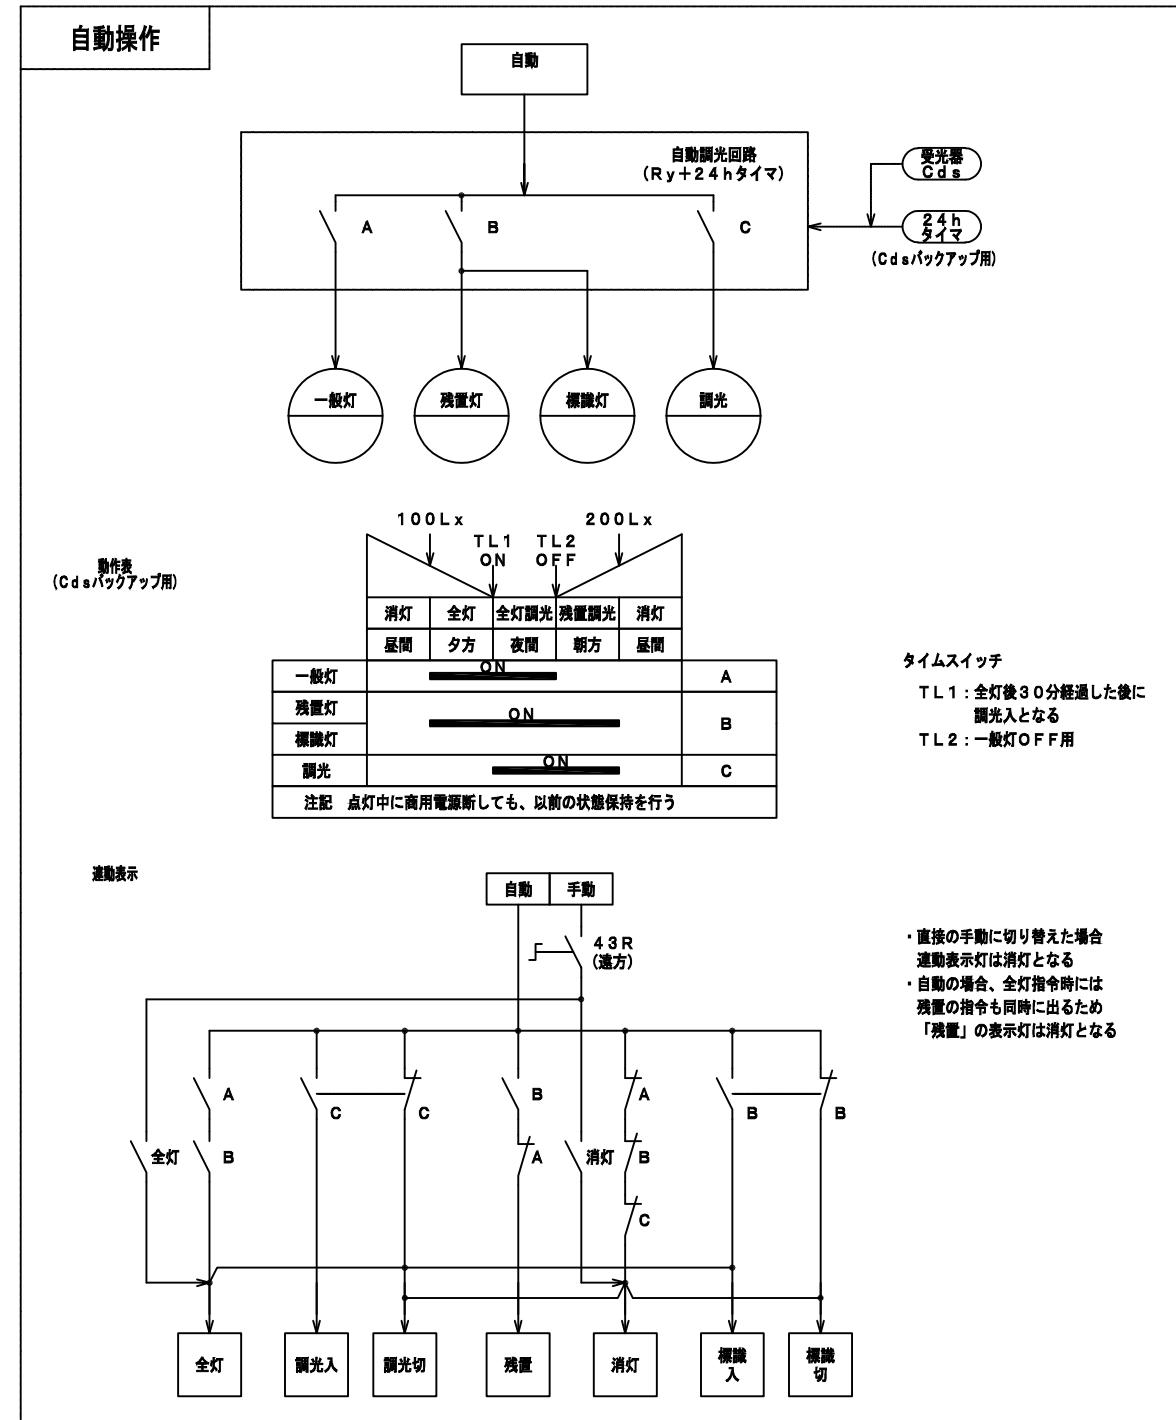 自動操作
自動
自動調光回路
(Ry+24hタイマ)
受光器
Cds
24h
タイマ
(Cdsバックアップ用)
A
B
C
一般灯
残置灯
標識灯
調光
動作表
(Cdsバックアップ用)
100Lx
200Lx
TL1
ON
TL2
OFF
消灯 全灯 全灯調光 残置調光 消灯
昼間 夕方 夜間 朝方 昼間
一般灯 ON A
残置灯
標識灯
ON B
調光 ON C
注記 点灯中に商用電源断しても、以前の状態保持を行う
タイムスイッチ
TL1:全灯後30分経過した後に
調光入となる
TL2:一般灯OFF用
連動表示
自動 手動
43R
(遠方)
・直接の手動に切り替えた場合
連動表示灯は消灯となる
・自動の場合、全灯指令時には
残置の指令も同時に出るため
「残置」の表示灯は消灯となる
A
C
C
B
A
B
B
全灯
B
A
消灯
B
C
全灯
調光入
調光切
残置
消灯
標識
入
標識
切